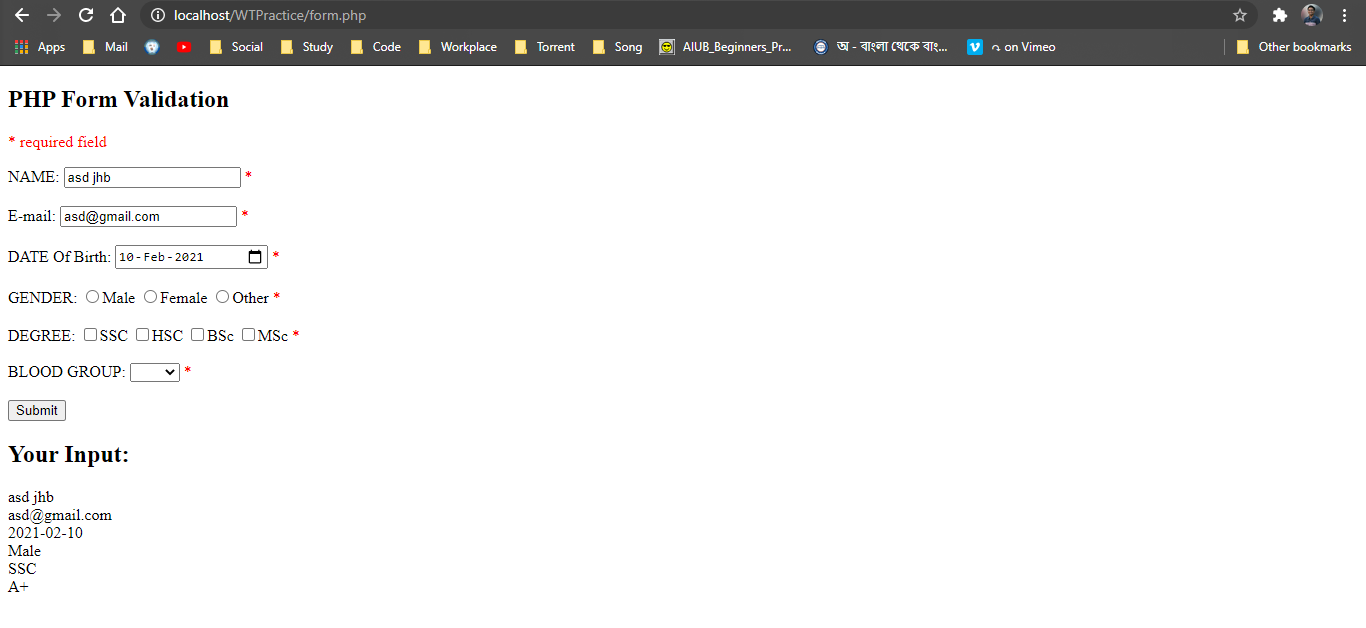 localhost/WTPractice/form.php
Apps Mail Social Study Code Workplace Torrent Song AIUB_Beginners_Pr... অ - বাংলা থেকে বাং... on Vimeo Other bookmarks
PHP Form Validation
* required field
NAME: asd jhb *
E-mail: asd@gmail.com *
DATE Of Birth: 10-Feb-2021 *
GENDER: Male Female Other *
DEGREE: SSC HSC BSc MSc *
BLOOD GROUP: *
Submit
Your Input:
asd jhb
asd@gmail.com
2021-02-10
Male
SSC
A+